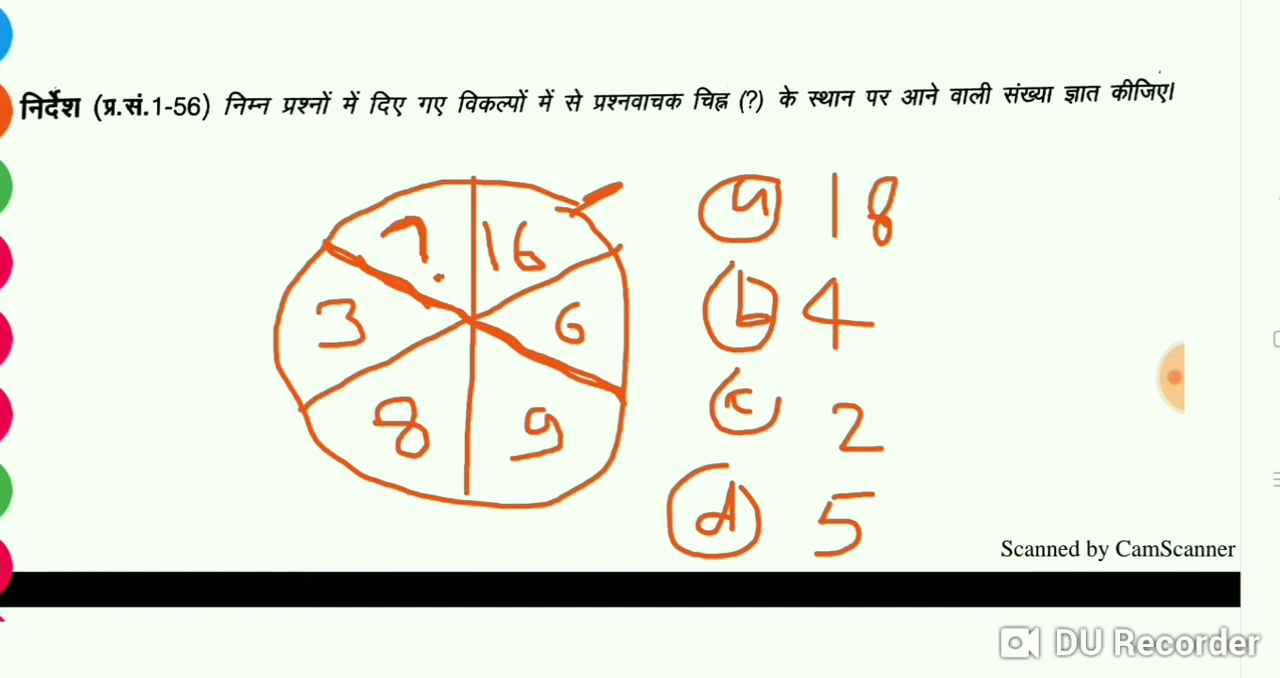 निर्देश (प्र.सं.1-56) निम्न प्रश्नों में दिए गए विकल्पों में से प्रश्नवाचक चिह्न (?) के स्थान पर आने वाली संख्या ज्ञात कीजिए।
? 16
3 6
8 9
a 18
b 4
c 2
d 5
Scanned by CamScanner
DU Recorder